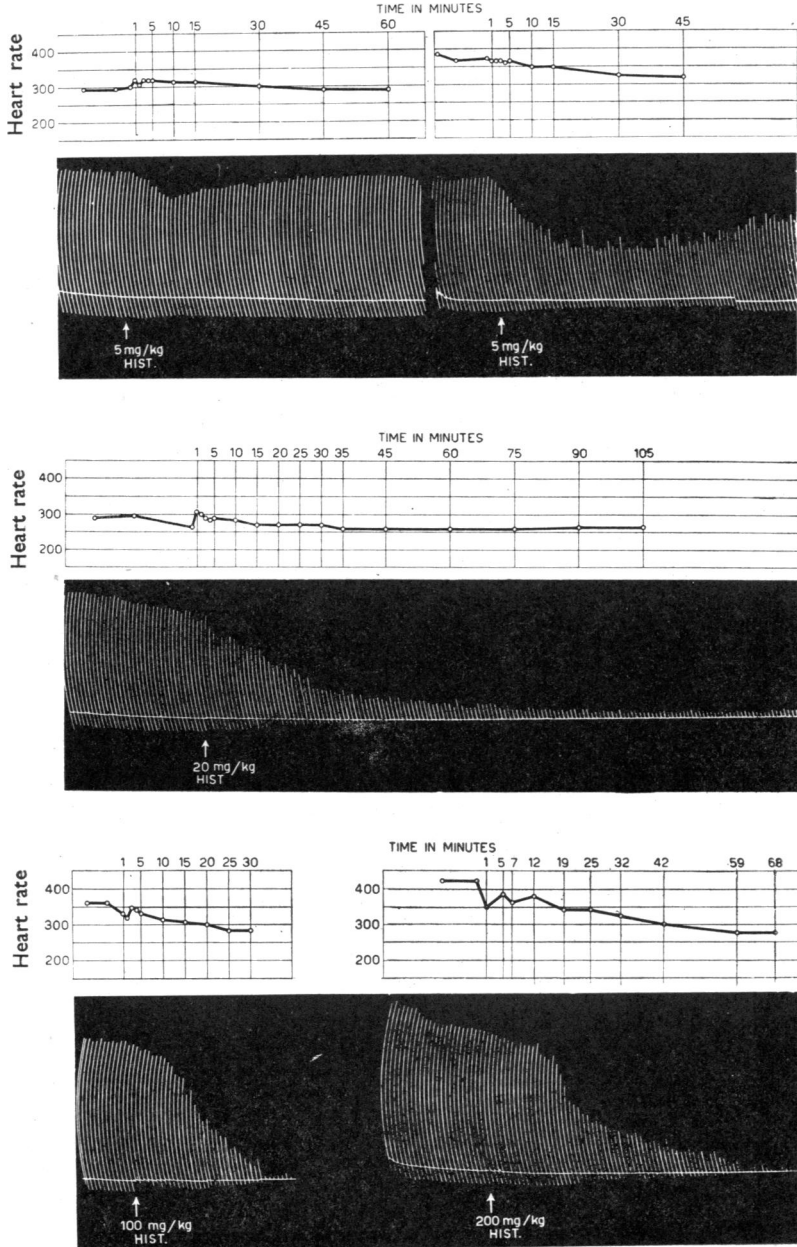 TIME IN MINUTES
1 5 10 15 30 45 60 1 5 10 15 30 45
Heart rate
400
300
200
5 mg/kg
HIST.
5 mg/kg
HIST.
TIME IN MINUTES
1 5 10 15 20 25 30 35 45 60 75 90 105
Heart rate
400
300
200
20 mg/kg
HIST
TIME IN MINUTES
1 5 10 15 20 25 30 1 5 7 12 19 25 32 42 59 68
Heart rate
400
300
200
400
300
200
100 mg/kg
HIST.
200 mg/kg
HIST.